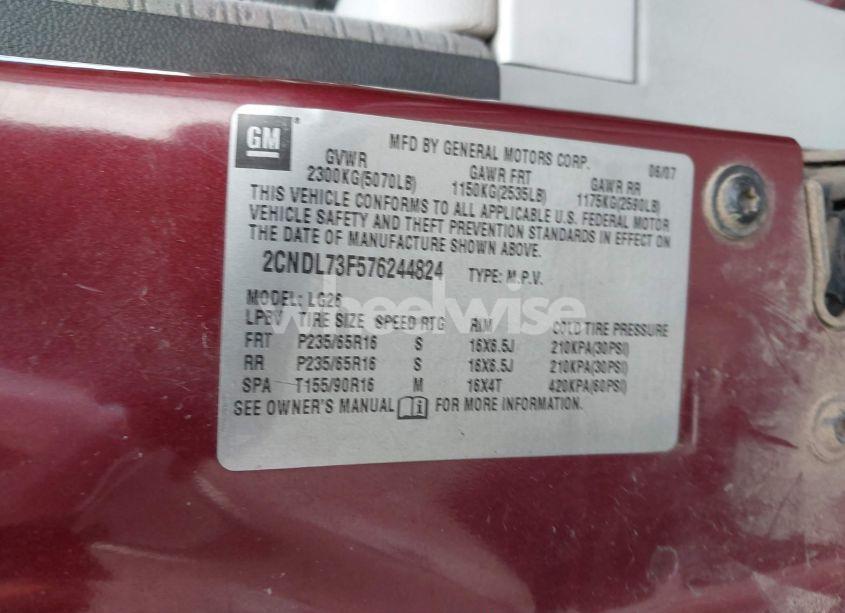 GM
MFD BY GENERAL MOTORS CORP. 06/07
GVWR GAWR FRT GAWR RR
2300KG(5070LB) 1150KG(2535LB) 1175KG(2590LB)
THIS VEHICLE CONFORMS TO ALL APPLICABLE U.S. FEDERAL MOTOR
VEHICLE SAFETY AND THEFT PREVENTION STANDARDS IN EFFECT ON
THE DATE OF MANUFACTURE SHOWN ABOVE.
2CNDL73F576244824 TYPE: M.P.V.
MODEL: LG26
wheelwise
TIRE SIZE SPEED RTG RIM COLD TIRE PRESSURE
FRT P235/65R16 S 16X6.5J 210KPA(30PSI)
RR P235/65R16 S 16X6.5J 210KPA(30PSI)
SPA T155/90R16 M 16X4T 420KPA(60PSI)
SEE OWNER'S MANUAL FOR MORE INFORMATION.